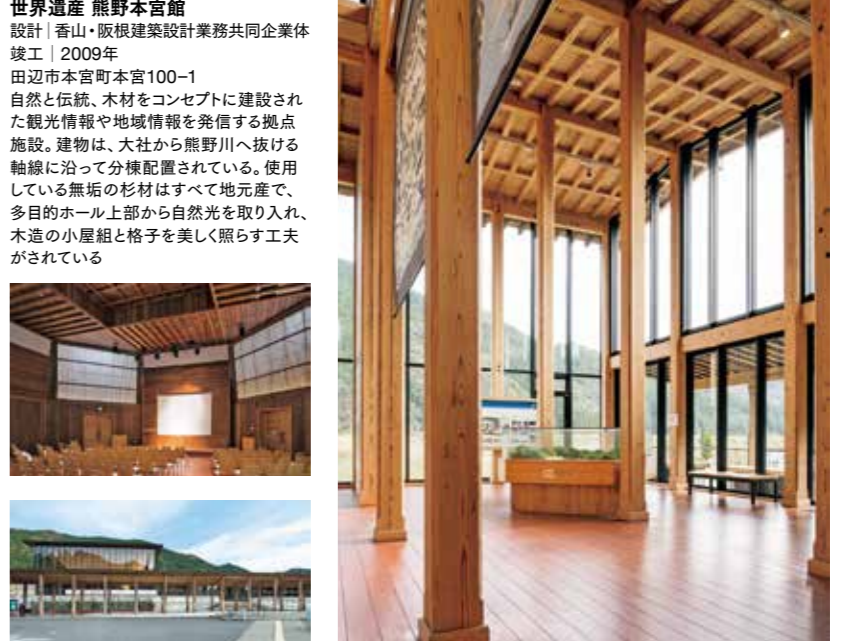 世界遺産 熊野本宮館
設計｜香山・阪根建築設計業務共同企業体
竣工｜2009年
田辺市本宮町本宮100−1
自然と伝統、木材をコンセプトに建設され
た観光情報や地域情報を発信する拠点
施設。建物は、大社から熊野川へ抜ける
軸線に沿って分棟配置されている。使用
している無垢の杉材はすべて地元産で、
多目的ホール上部から自然光を取り入れ、
木造の小屋組と格子を美しく照らす工夫
がされている